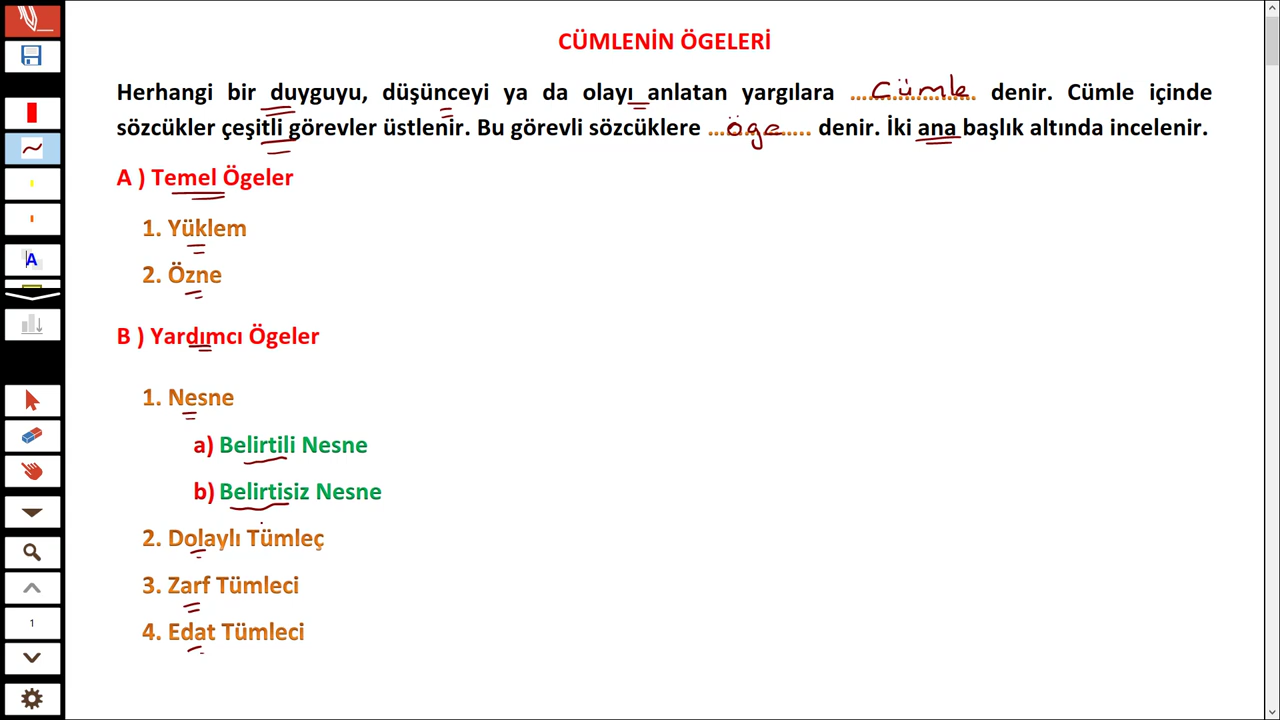 CÜMLENİN ÖGELERİ
Herhangi bir duyguyu, düşünceyi ya da olayı anlatan yargılara ...Cümle... denir. Cümle içinde
sözcükler çeşitli görevler üstlenir. Bu görevli sözcüklere ...öge..... denir. İki ana başlık altında incelenir.
A ) Temel Ögeler
1. Yüklem
2. Özne
B ) Yardımcı Ögeler
1. Nesne
a) Belirtili Nesne
b) Belirtisiz Nesne
2. Dolaylı Tümleç
3. Zarf Tümleci
4. Edat Tümleci
A
1